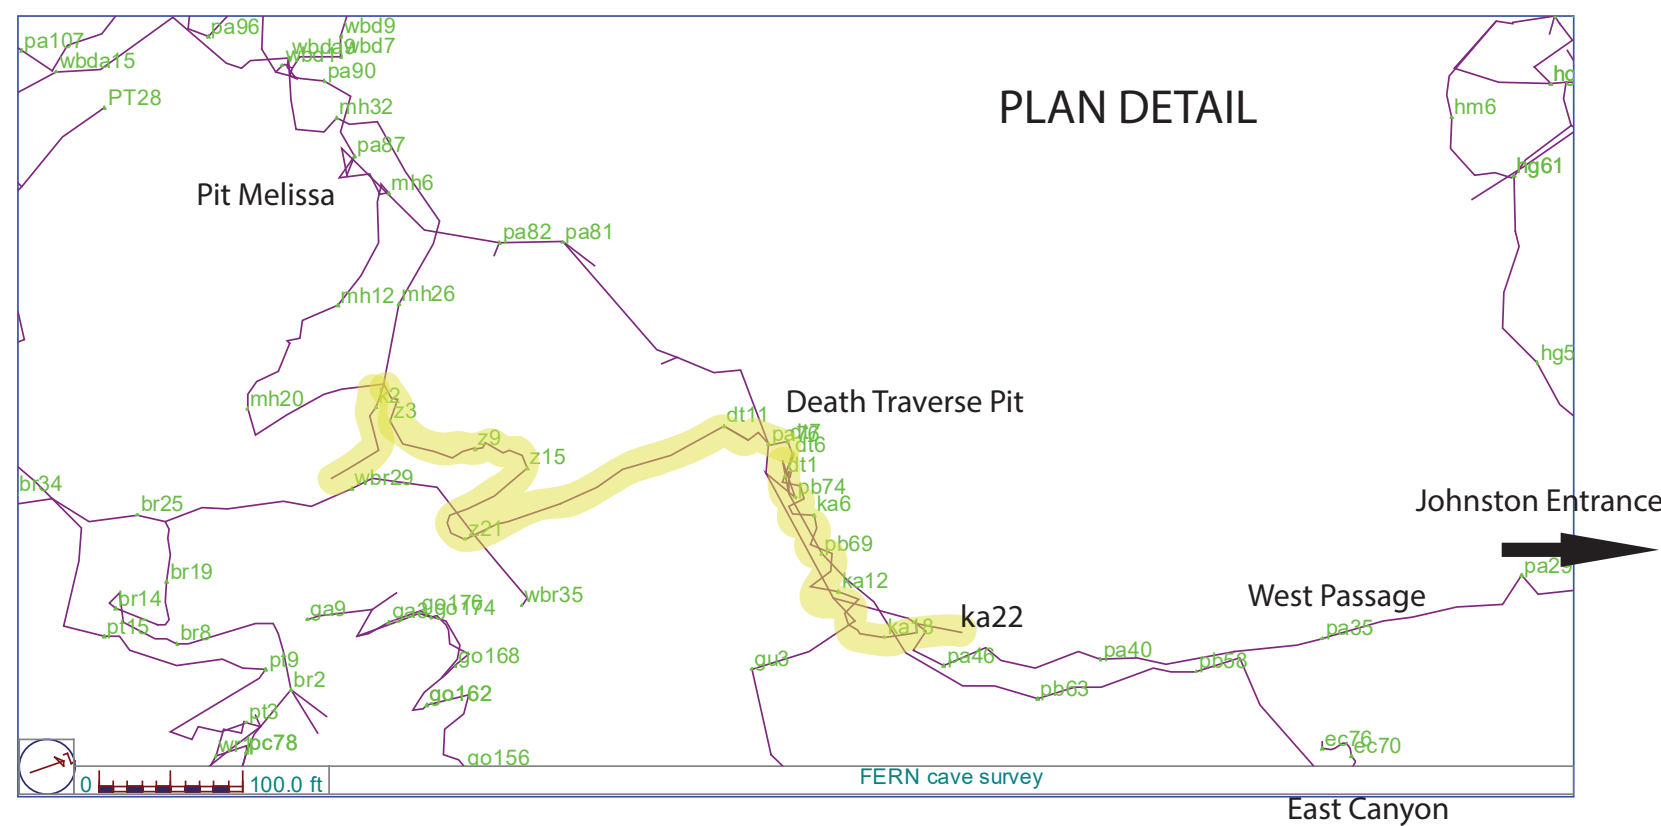 pa96
wbd9
pa107
wbd7
wbda15
pa90
PT28
mh32
PLAN DETAIL
hm6
pa87
hg61
mh6
Pit Melissa
pa82
pa81
mh12
mh26
hg5
k2
mh20
z3
Death Traverse Pit
dt11
z9
dt6
z15
dt1
wbr29
br34
pb74
br25
ka6
Johnston Entrance
z21
pb69
br19
ka12
pa29
wbr35
West Passage
br14
ga9
go174
ka22
pt15
br8
ka18
pa35
go168
gu3
pa46
pa40
pb58
pt9
br2
go162
pb63
pt3
pc78
ec76
ec70
go156
0
100.0 ft
FERN cave survey
East Canyon